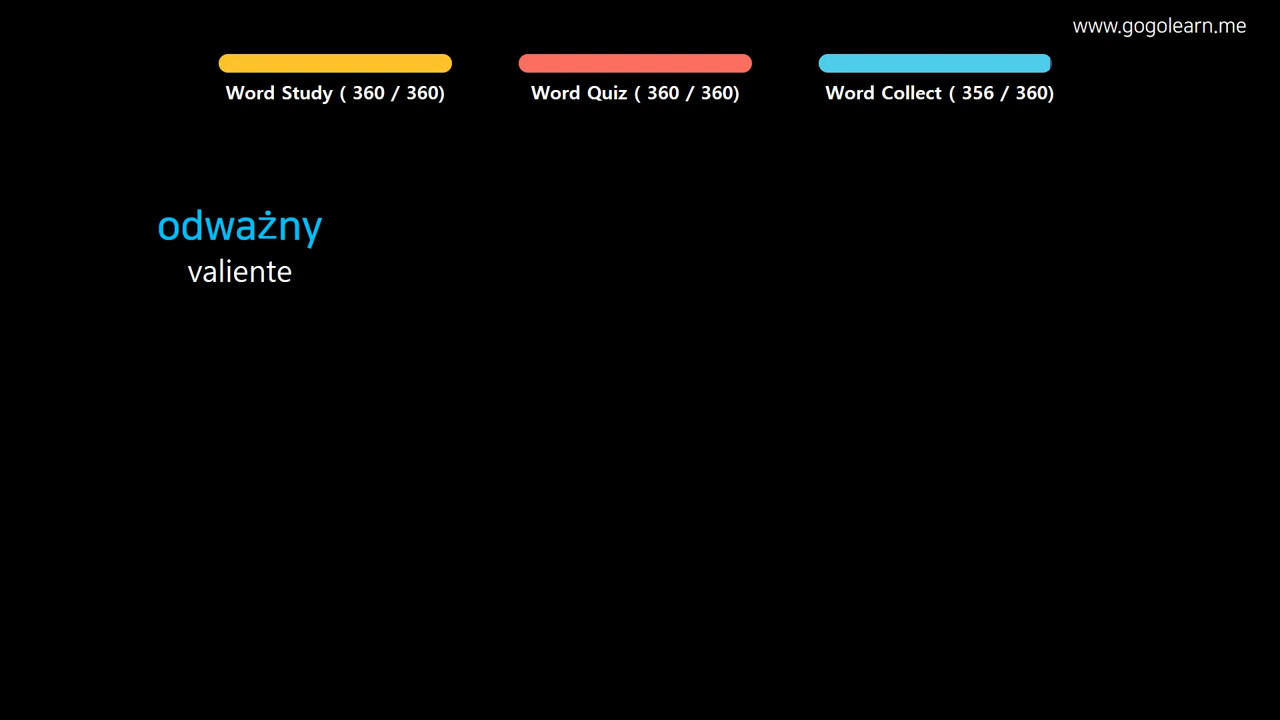 www.gogolearn.me
Word Study ( 360 / 360)
Word Quiz ( 360 / 360)
Word Collect ( 356 / 360)
odważny
valiente